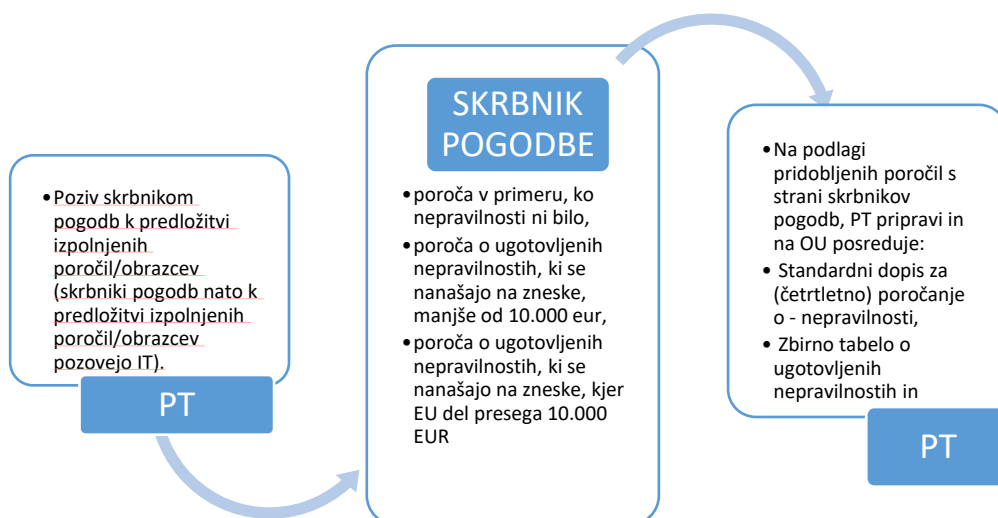 •Poziv skrbnikom
pogodb k predložitvi
izpolnjenih
poročil/obrazcev
(skrbniki pogodb nato k
predložitvi izpolnjenih
poročil/obrazcev
pozovejo IT).
PT
SKRBNIK
POGODBE
•poroča v primeru, ko
nepravilnosti ni bilo,
•poroča o ugotovljenih
nepravilnostih, ki se
nanašajo na zneske,
manjše od 10.000 eur,
•poroča o ugotovljenih
nepravilnostih, ki se
nanašajo na zneske, kjer
EU del presega 10.000
EUR
•Na podlagi
pridobljenih poročil s
strani skrbnikov
pogodb, PT pripravi in
na OU posreduje:
• Standardni dopis za
(četrtletno) poročanje
o - nepravilnosti,
• Zbirno tabelo o
ugotovljenih
nepravilnostih in
PT